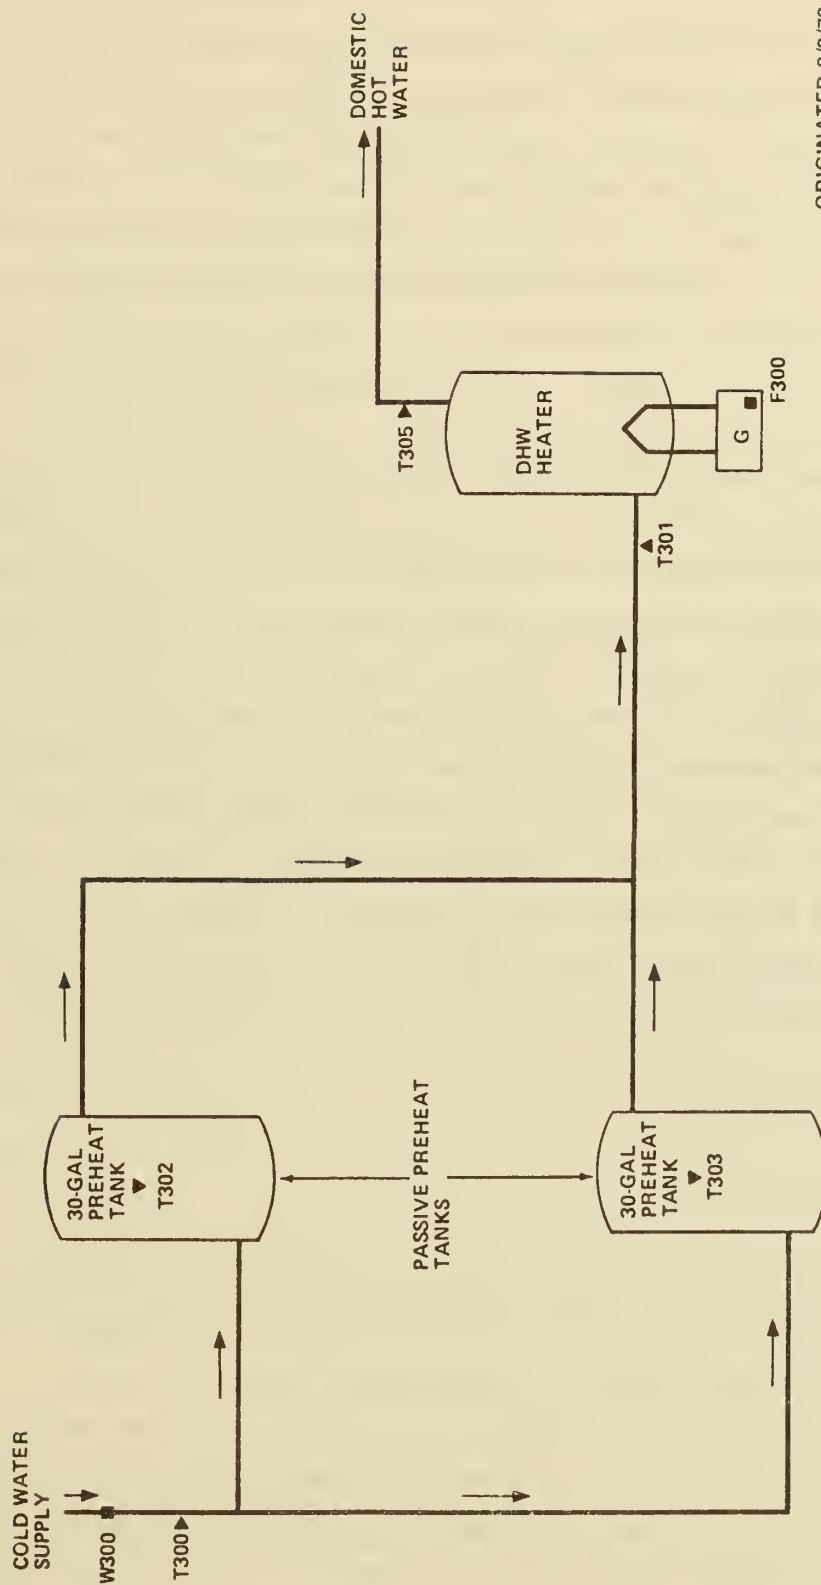 COLD WATER
SUPPLY
W300
T300
30-GAL
PREHEAT
TANK
T302
PASSIVE PREHEAT
TANKS
30-GAL
PREHEAT
TANK
T303
T301
DHW
HEATER
T305
G
F300
DOMESTIC
HOT
WATER
ORIGINATED